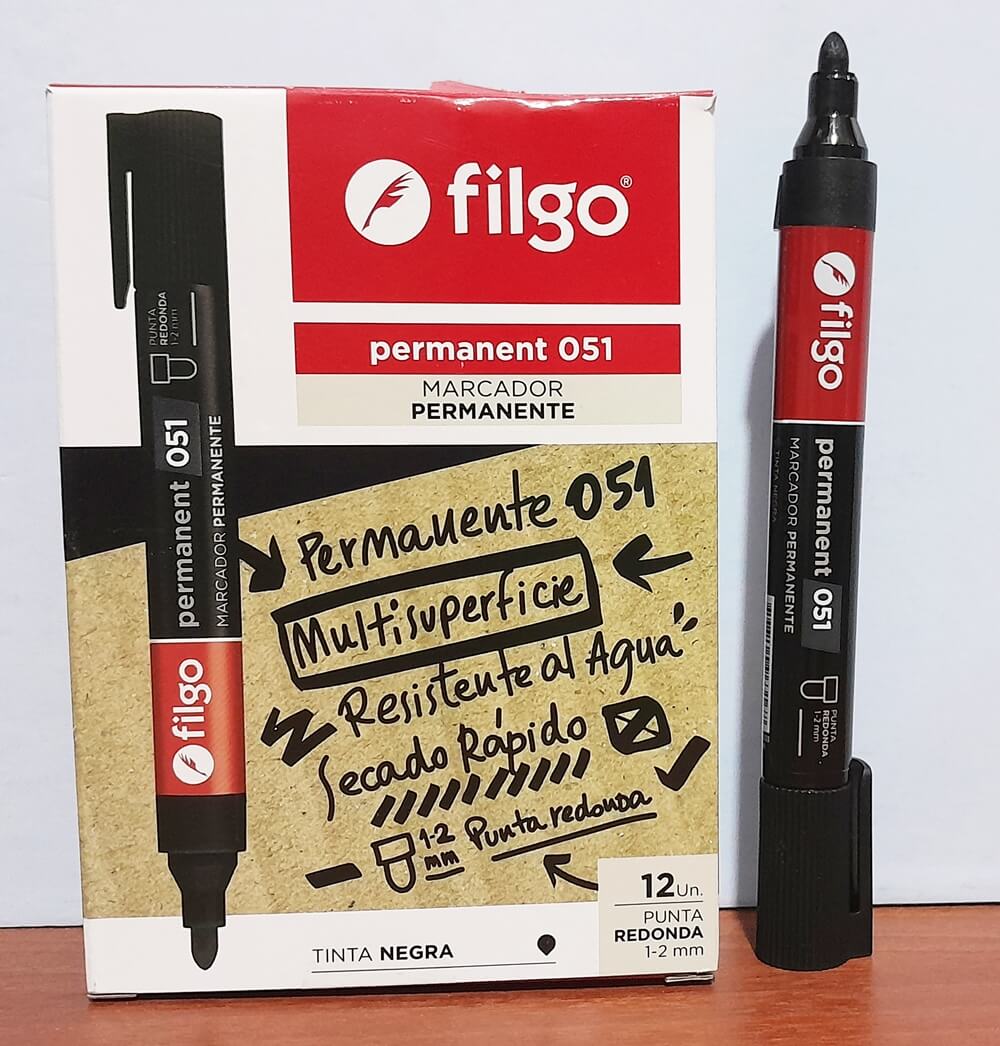 filgo®
permanent 051
MARCADOR
PERMANENTE
PUNTA
REDONDA
1-2 mm
permanent 051
MARCADOR PERMANENTE
filgo
Permanente 051
Multisuperficie
Resistente al Agua
Secado Rápido
1-2
mm
Punta redonda
12 Un.
PUNTA
REDONDA
1-2 mm
TINTA NEGRA
filgo
permanent 051
MARCADOR PERMANENTE
TINTA NEGRA
PUNTA
REDONDA
1-2 mm